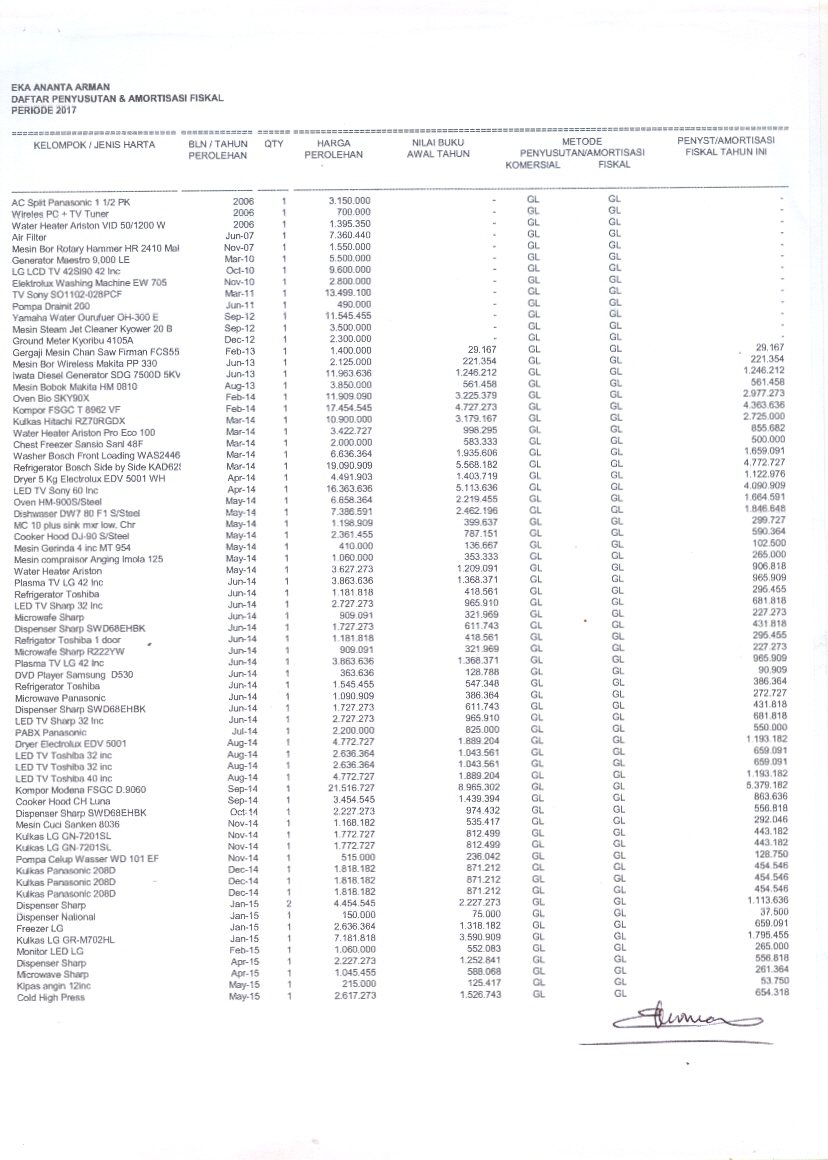 EKA ANANTA ARMAN
DAFTAR PENYUSUTAN & AMORTISASI FISKAL
PERIODE 2017
KELOMPOK / JENIS HARTA BLN / TAHUN QTY HARGA NILAI BUKU METODE PENYST/AMORTISASI
PEROLEHAN PEROLEHAN AWAL TAHUN PENYUSUTAN/AMORTISASI FISKAL TAHUN INI
KOMERSIAL FISKAL
AC Split Panasonic 1 1/2 PK 2006 1 3.150.000 - GL GL -
Wireles PC + TV Tuner 2006 1 700.000 - GL GL -
Water Heater Ariston VID 50/1200 W 2006 1 1.395.350 - GL GL -
Air Filter Jun-07 1 7.360.440 - GL GL -
Mesin Bor Rotary Hammer HR 2410 Mal Nov-07 1 1.550.000 - GL GL -
Generator Maestro 9,000 LE Mar-10 1 5.500.000 - GL GL -
LG LCD TV 42SI90 42 Inc Oct-10 1 9.600.000 - GL GL -
Elektrolux Washing Machine EW 705 Nov-10 1 2.800.000 - GL GL -
TV Sony SO1102-028PCF Mar-11 1 13.499.100 - GL GL -
Pompa Drainit 200 Jun-11 1 490.000 - GL GL -
Yamaha Water Ourufuer OH-300 E Sep-12 1 11.545.455 - GL GL -
Mesin Steam Jet Cleaner Kyower 20 B Sep-12 1 3.500.000 - GL GL -
Ground Meter Kyoribu 4105A Dec-12 1 2.300.000 - GL GL -
Gergaji Mesin Chan Saw Firman FCS55 Feb-13 1 1.400.000 29.167 GL GL 29.167
Mesin Bor Wireless Makita PP 330 Jun-13 1 2.125.000 221.354 GL GL 221.354
Iwata Diesel Generator SDG 7500D 5KV Jun-13 1 11.963.636 1.246.212 GL GL 1.246.212
Mesin Bobok Makita HM 0810 Aug-13 1 3.850.000 561.458 GL GL 561.458
Oven Bio SKY90X Feb-14 1 11.909.090 3.225.379 GL GL 2.977.273
Kompor FSGC T 8962 VF Feb-14 1 17.454.545 4.727.273 GL GL 4.363.636
Kulkas Hitachi RZ70RGDX Mar-14 1 10.900.000 3.179.167 GL GL 2.725.000
Water Heater Ariston Pro Eco 100 Mar-14 1 3.422.727 998.295 GL GL 855.682
Chest Freezer Sansio Sanl 48F Mar-14 1 2.000.000 583.333 GL GL 500.000
Washer Bosch Front Loading WAS2446 Mar-14 1 6.636.364 1.935.606 GL GL 1.659.091
Refrigerator Bosch Side by Side KAD62S Mar-14 1 19.090.909 5.568.182 GL GL 4.772.727
Dryer 5 Kg Electrolux EDV 5001 WH Apr-14 1 4.491.903 1.403.719 GL GL 1.122.976
LED TV Sony 60 Inc Apr-14 1 16.363.636 5.113.636 GL GL 4.090.909
Oven HM-900S/Steel May-14 1 6.658.364 2.219.455 GL GL 1.664.591
Dishwaser DW7 80 F1 S/Steel May-14 1 7.386.591 2.462.196 GL GL 1.846.648
MC 10 plus sink mxr low, Chr May-14 1 1.198.909 399.637 GL GL 299.727
Cooker Hood DJ-90 S/Steel May-14 1 2.361.455 787.151 GL GL 590.364
Mesin Gerinda 4 inc MT 954 May-14 1 410.000 136.667 GL GL 102.500
Mesin compraisor Anging Imola 125 May-14 1 1.060.000 353.333 GL GL 265.000
Water Heater Ariston May-14 1 3.627.273 1.209.091 GL GL 906.818
Plasma TV LG 42 Inc Jun-14 1 3.863.636 1.368.371 GL GL 965.909
Refrigerator Toshiba Jun-14 1 1.181.818 418.561 GL GL 295.455
LED TV Sharp 32 Inc Jun-14 1 2.727.273 965.910 GL GL 681.818
Microwafe Sharp Jun-14 1 909.091 321.969 GL GL 227.273
Dispenser Sharp SWD68EHBK Jun-14 1 1.727.273 611.743 GL GL 431.818
Refrigator Toshiba 1 door Jun-14 1 1.181.818 418.561 GL GL 295.455
Microwafe Sharp R222YW Jun-14 1 909.091 321.969 GL GL 227.273
Plasma TV LG 42 Inc Jun-14 1 3.863.636 1.368.371 GL GL 965.909
DVD Player Samsung D530 Jun-14 1 363.636 128.788 GL GL 90.909
Refrigerator Toshiba Jun-14 1 1.545.455 547.348 GL GL 386.364
Microwave Panasonic Jun-14 1 1.090.909 386.364 GL GL 272.727
Dispenser Sharp SWD68EHBK Jun-14 1 1.727.273 611.743 GL GL 431.818
LED TV Sharp 32 Inc Jun-14 1 2.727.273 965.910 GL GL 681.818
PABX Panasonic Jul-14 1 2.200.000 825.000 GL GL 550.000
Dryer Electrolux EDV 5001 Aug-14 1 4.772.727 1.889.204 GL GL 1.193.182
LED TV Toshiba 32 inc Aug-14 1 2.636.364 1.043.561 GL GL 659.091
LED TV Toshiba 32 inc Aug-14 1 2.636.364 1.043.561 GL GL 659.091
LED TV Toshiba 40 inc Aug-14 1 4.772.727 1.889.204 GL GL 1.193.182
Kompor Modena FSGC D.9060 Sep-14 1 21.516.727 8.965.302 GL GL 5.379.182
Cooker Hood CH Luna Sep-14 1 3.454.545 1.439.394 GL GL 863.636
Dispenser Sharp SWD68EHBK Oct-14 1 2.227.273 974.432 GL GL 556.818
Mesin Cuci Sanken 8036 Nov-14 1 1.168.182 535.417 GL GL 292.046
Kulkas LG GN-7201SL Nov-14 1 1.772.727 812.499 GL GL 443.182
Kulkas LG GN-7201SL Nov-14 1 1.772.727 812.499 GL GL 443.182
Pompa Celup Wasser WD 101 EF Nov-14 1 515.000 236.042 GL GL 128.750
Kulkas Panasonic 208D Dec-14 1 1.818.182 871.212 GL GL 454.546
Kulkas Panasonic 208D Dec-14 1 1.818.182 871.212 GL GL 454.546
Kulkas Panasonic 208D Dec-14 1 1.818.182 871.212 GL GL 454.546
Dispenser Sharp Jan-15 2 4.454.545 2.227.273 GL GL 1.113.636
Dispenser National Jan-15 1 150.000 75.000 GL GL 37.500
Freezer LG Jan-15 1 2.636.364 1.318.182 GL GL 659.091
Kulkas LG GR-M702HL Jan-15 1 7.181.818 3.590.909 GL GL 1.795.455
Monitor LED LG Feb-15 1 1.060.000 552.083 GL GL 265.000
Dispenser Sharp Apr-15 1 2.227.273 1.252.841 GL GL 556.818
Microwave Sharp Apr-15 1 1.045.455 588.068 GL GL 261.364
Kipas angin 12inc May-15 1 215.000 125.417 GL GL 53.750
Cold High Press May-15 1 2.617.273 1.526.743 GL GL 654.318